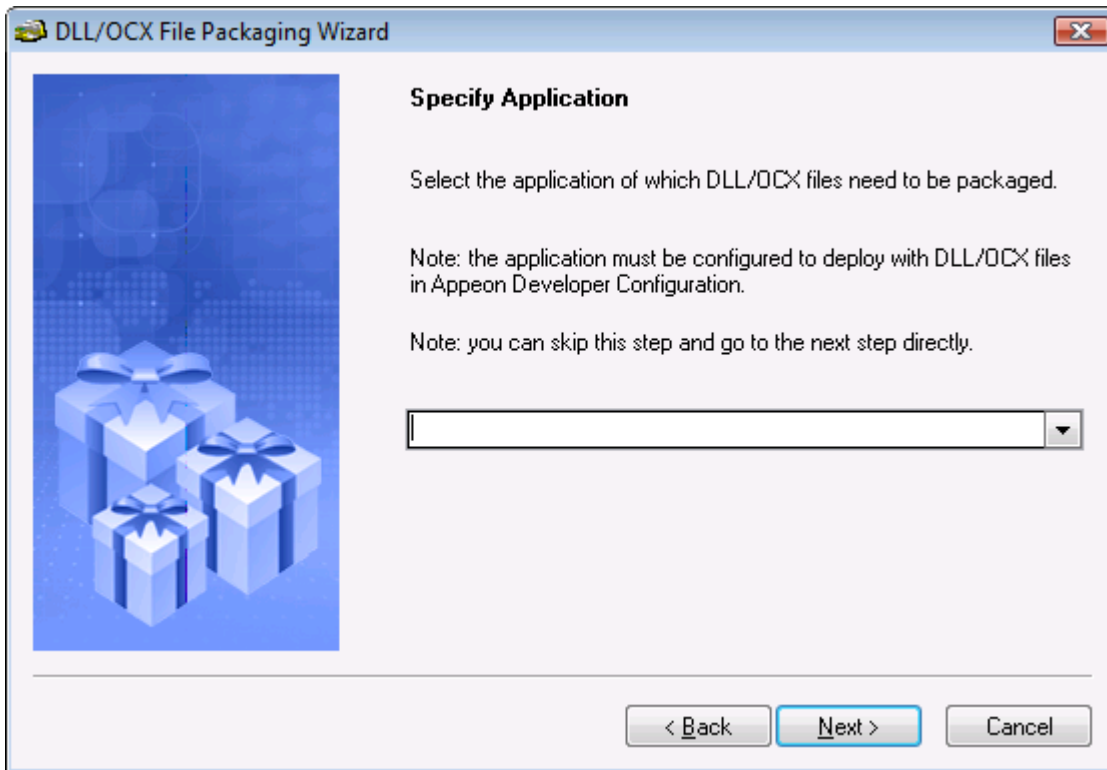 DLL/OCX File Packaging Wizard
Specify Application
Select the application of which DLL/OCX files need to be packaged.
Note: the application must be configured to deploy with DLL/OCX files
in Appeon Developer Configuration.
Note: you can skip this step and go to the next step directly.
< Back
Next >
Cancel